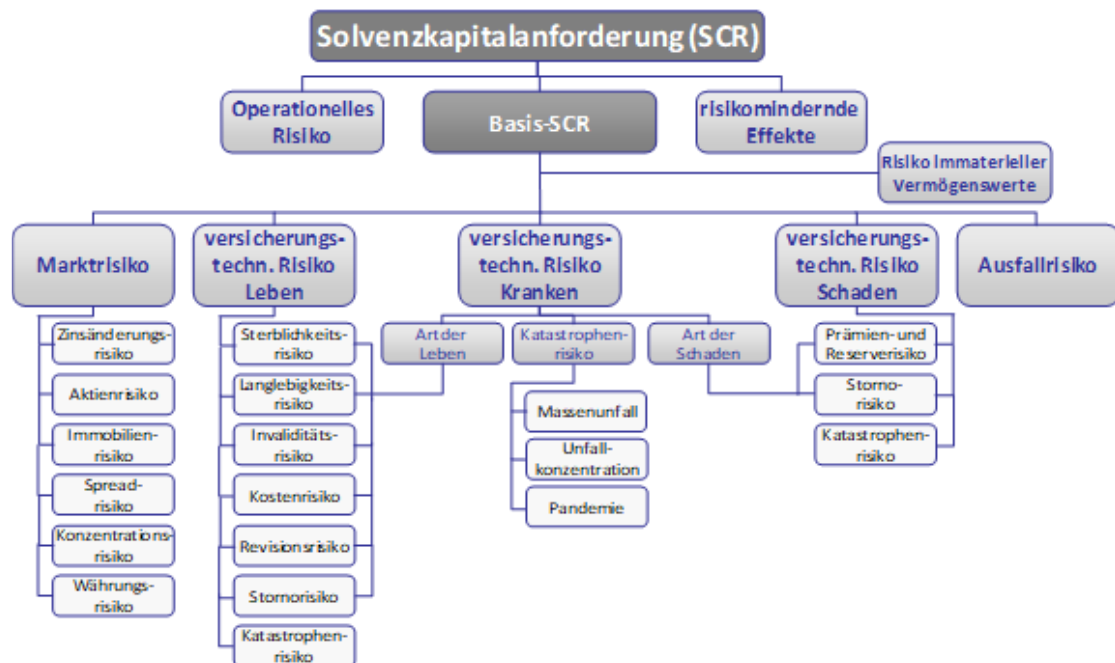 Solvenzkapitalanforderung (SCR)
Operationelles
Risiko
Basis-SCR
risikomindernde
Effekte
Risiko immaterieller
Vermögenswerte
Marktrisiko
versicherungs-
techn. Risiko
Leben
versicherungs-
techn. Risiko
Kranken
versicherungs-
techn. Risiko
Schaden
Ausfallrisiko
Zinsänderungs-
risiko
Aktienrisiko
Immobilien-
risiko
Spread-
risiko
Konzentrations-
risiko
Währungs-
risiko
Sterblichkeits-
risiko
Langlebigkeits-
risiko
Invaliditäts-
risiko
Kostenrisiko
Revisionsrisiko
Stornorisiko
Katastrophen-
risiko
Art der
Leben
Katastrophen-
risiko
Art der
Schaden
Massenunfall
Unfall-
konzentration
Pandemie
Prämien- und
Reserverisiko
Storno-
risiko
Katastrophen-
risiko